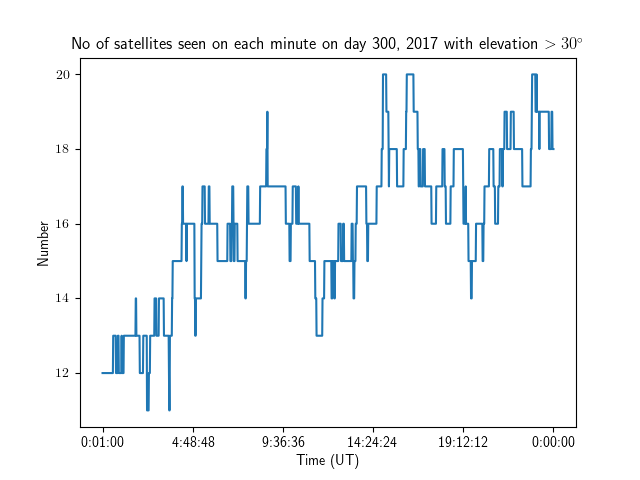 No of satellites seen on each minute on day 300, 2017 with elevation > 30°
20
18
16
14
12
Number
0:01:00 4:48:48 9:36:36 14:24:24 19:12:12 0:00:00
Time (UT)